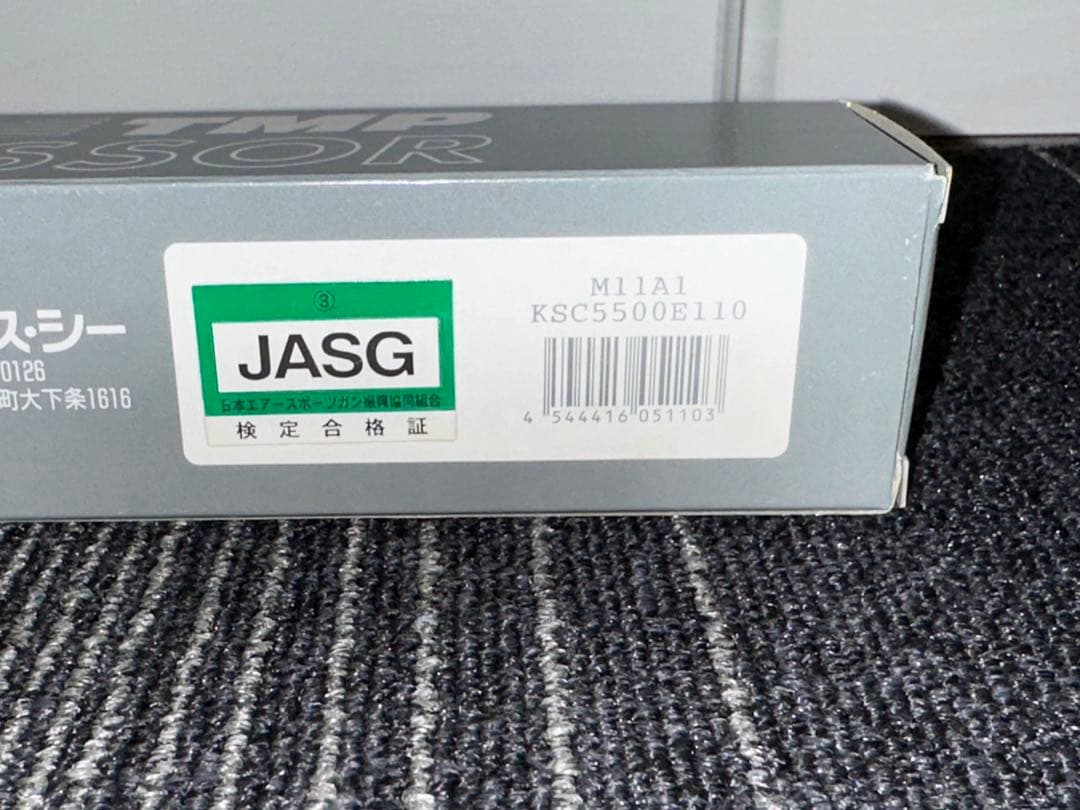 TMP
SSOR
ス・シー
0126
町大下条1616
③
JASG
日本エアースポーツガン振興協同組合
検定合格証
M11A1
KSC5500E110
4 544416 051103